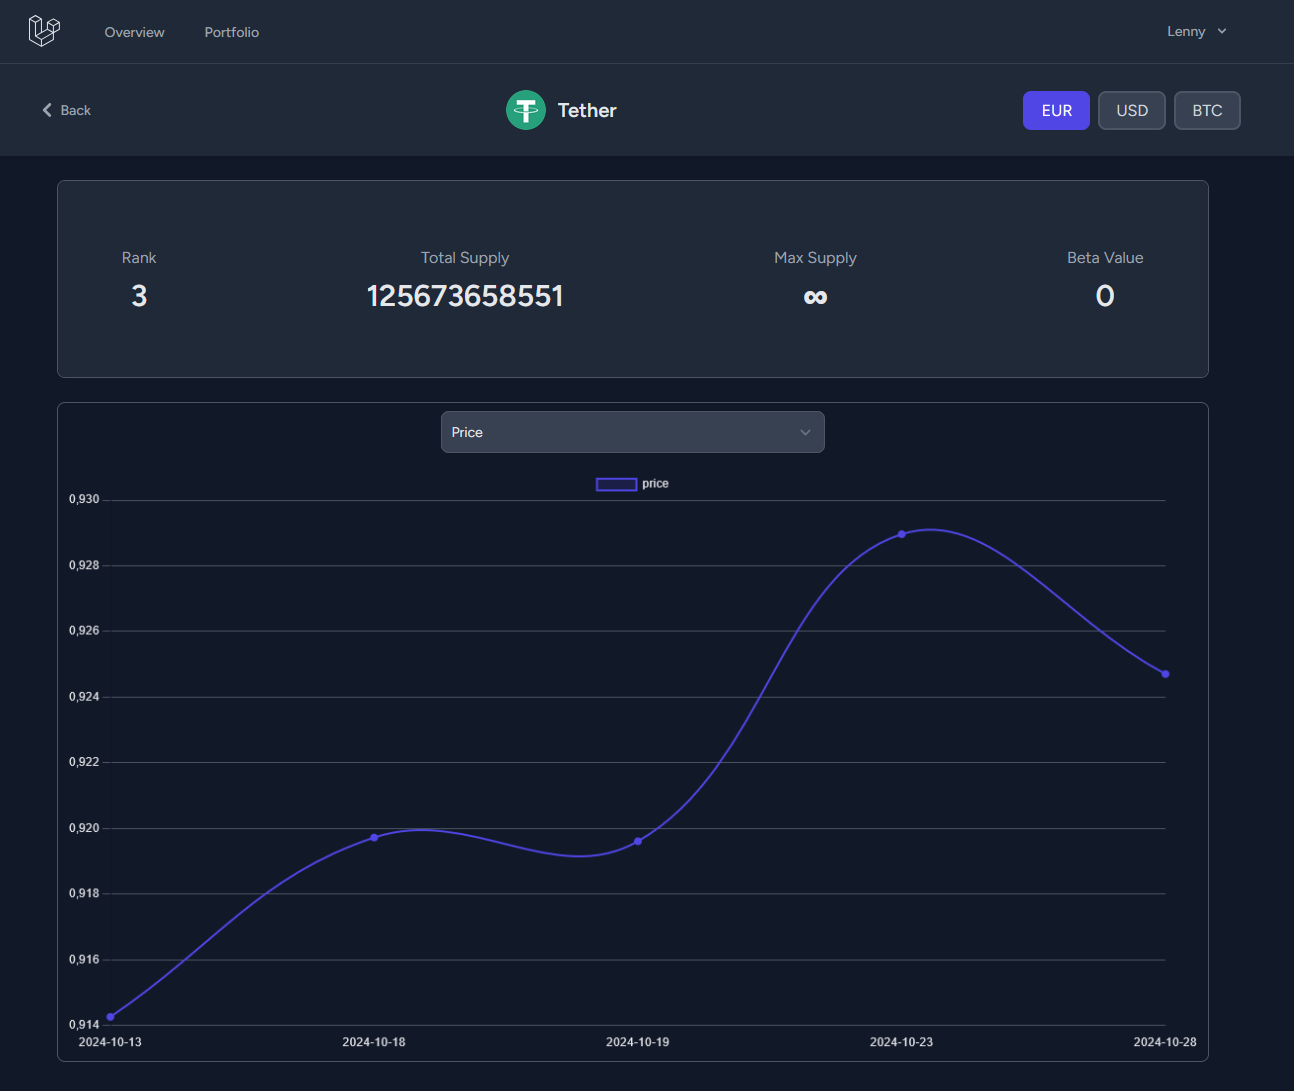 Overview Portfolio Lenny
Back Tether EUR USD BTC
Rank Total Supply Max Supply Beta Value
3 125673658551 ∞ 0
Price
price
0,930
0,928
0,926
0,924
0,922
0,920
0,918
0,916
0,914
2024-10-13 2024-10-18 2024-10-19 2024-10-23 2024-10-28